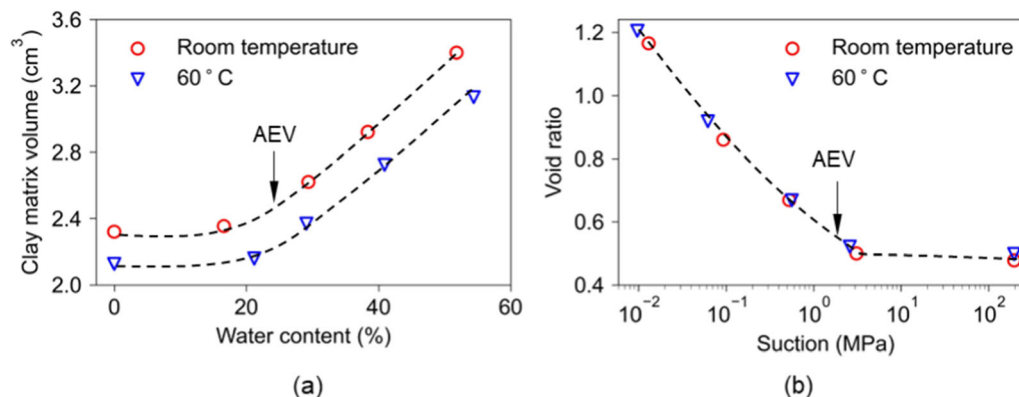 3.6
3.2
2.8
2.4
2.0
0
20
40
60
Clay matrix volume (cm³)
Water content (%)
Room temperature
60°C
AEV
(a)
1.2
1.0
0.8
0.6
0.4
10⁻²
10⁻¹
10⁰
10¹
10²
Void ratio
Suction (MPa)
Room temperature
60°C
AEV
(b)